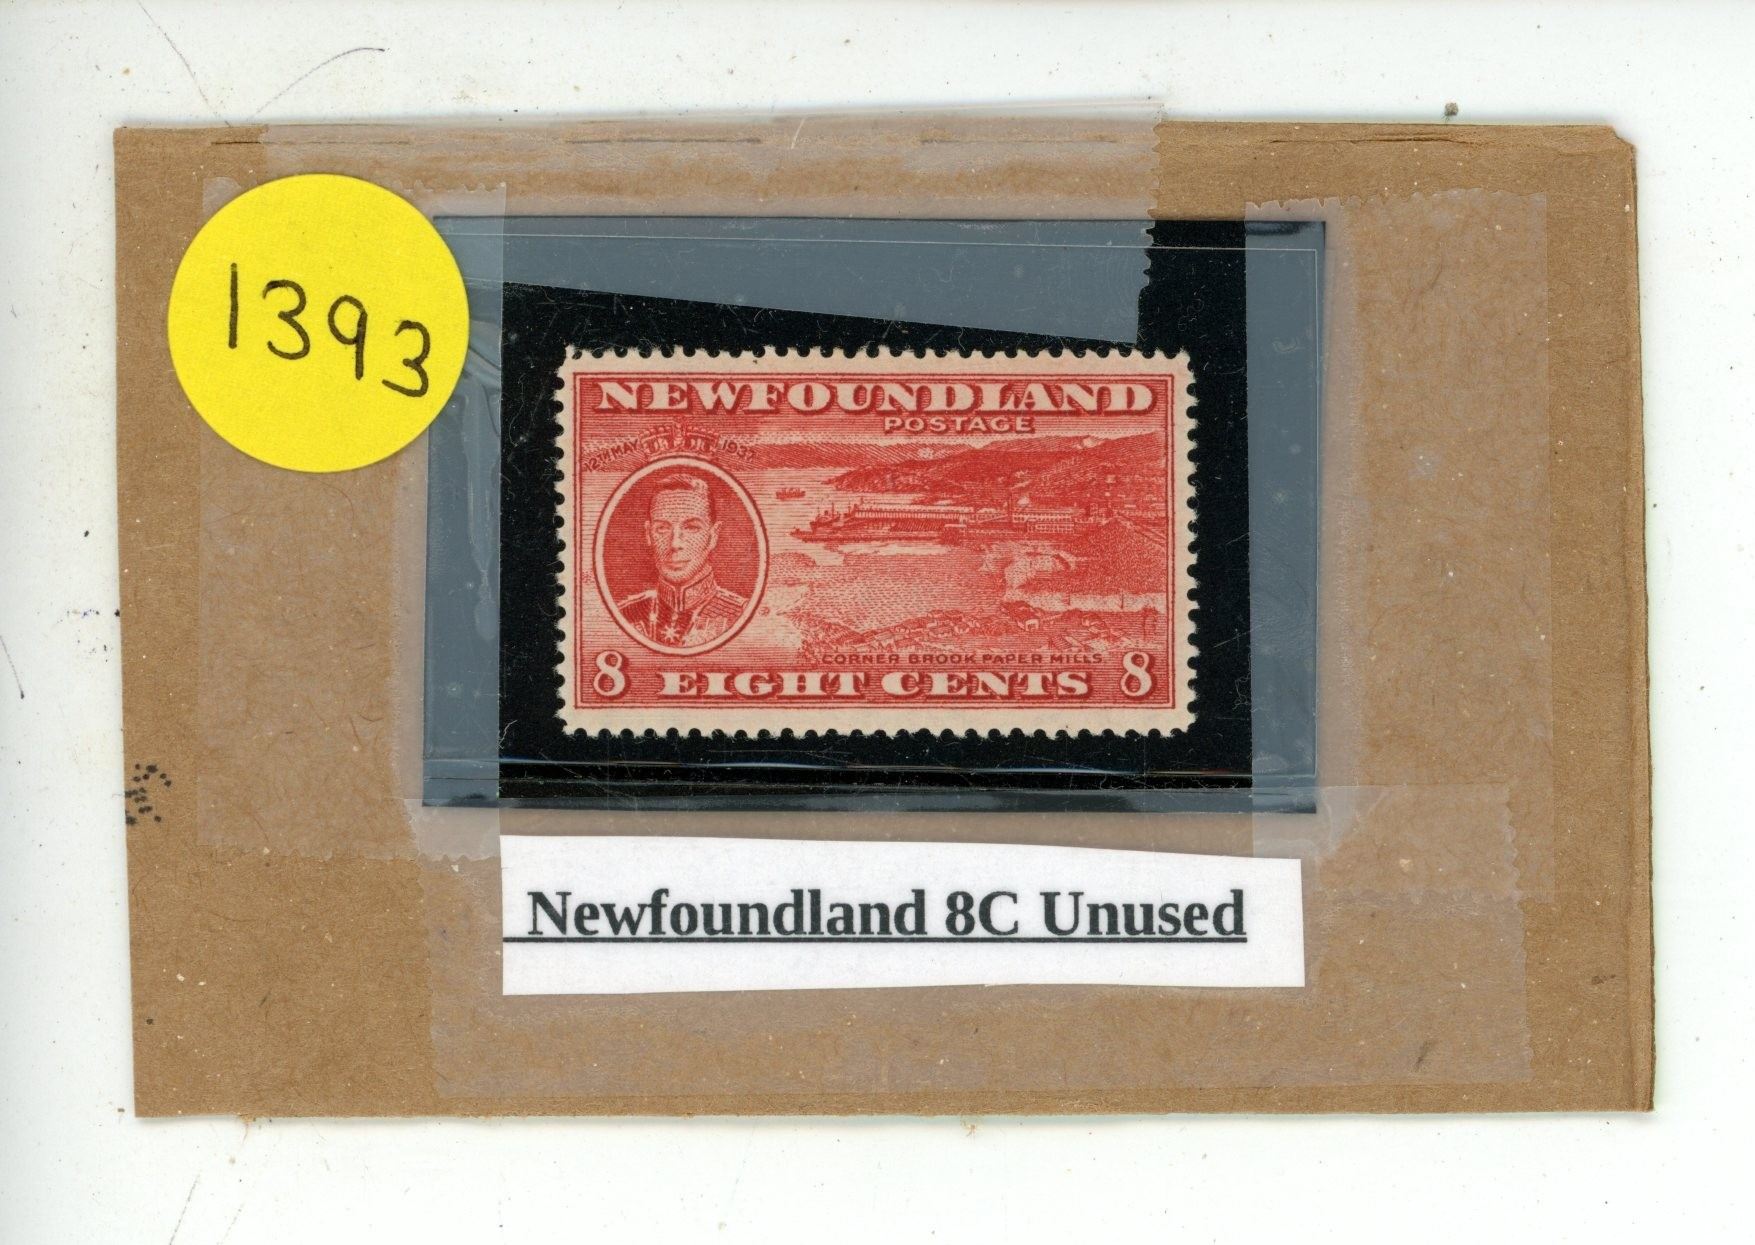 1393
NEWFOUNDLAND
POSTAGE
12TH MAY 1937
CORNER BROOK PAPER MILLS
8 EIGHT CENTS 8
Newfoundland 8C Unused